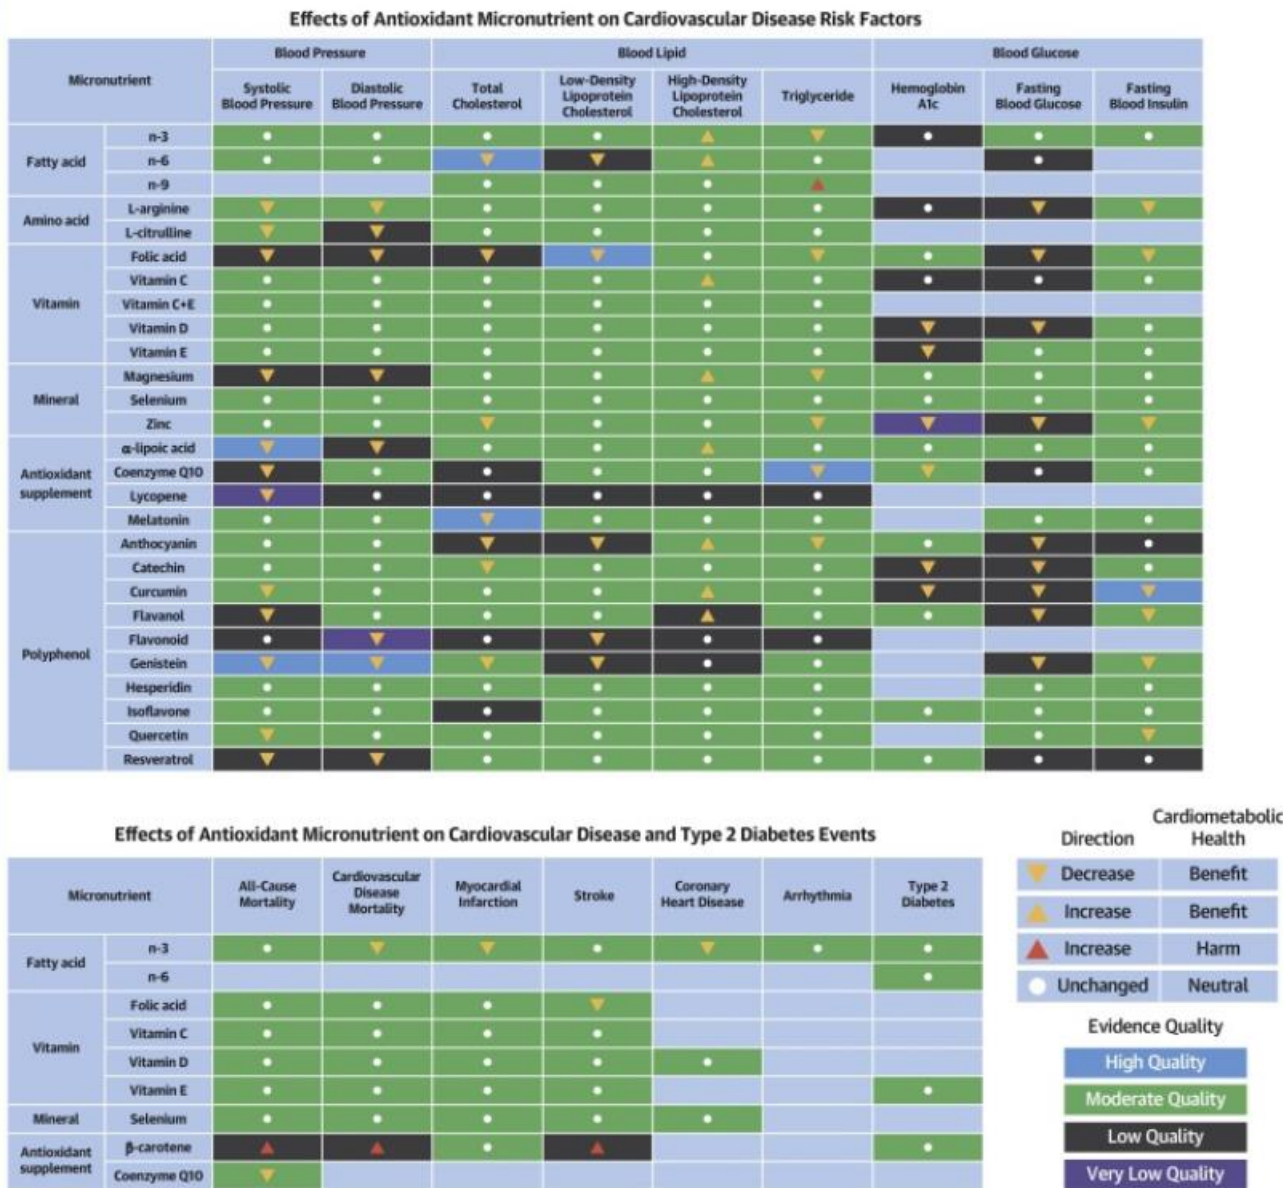 Effects of Antioxidant Micronutrient on Cardiovascular Disease Risk Factors
Micronutrient
Blood Pressure
Blood Lipid
Blood Glucose
Systolic
Blood Pressure
Diastolic
Blood Pressure
Total
Cholesterol
Low-Density
Lipoprotein
Cholesterol
High-Density
Lipoprotein
Cholesterol
Triglyceride
Hemoglobin
A1c
Fasting
Blood Glucose
Fasting
Blood Insulin
Fatty acid
n-3
n-6
n-9
Amino acid
L-arginine
L-citrulline
Vitamin
Folic acid
Vitamin C
Vitamin C+E
Vitamin D
Vitamin E
Mineral
Magnesium
Selenium
Zinc
Antioxidant
supplement
α-lipoic acid
Coenzyme Q10
Lycopene
Melatonin
Polyphenol
Anthocyanin
Catechin
Curcumin
Flavanol
Flavonoid
Genistein
Hesperidin
Isoflavone
Quercetin
Resveratrol
Effects of Antioxidant Micronutrient on Cardiovascular Disease and Type 2 Diabetes Events
Micronutrient
All-Cause
Mortality
Cardiovascular
Disease
Mortality
Myocardial
Infarction
Stroke
Coronary
Heart Disease
Arrhythmia
Type 2
Diabetes
Fatty acid
n-3
n-6
Vitamin
Folic acid
Vitamin C
Vitamin D
Vitamin E
Mineral
Selenium
Antioxidant
supplement
β-carotene
Coenzyme Q10
Direction
Cardiometabolic
Health
Decrease
Benefit
Increase
Benefit
Increase
Harm
Unchanged
Neutral
Evidence Quality
High Quality
Moderate Quality
Low Quality
Very Low Quality